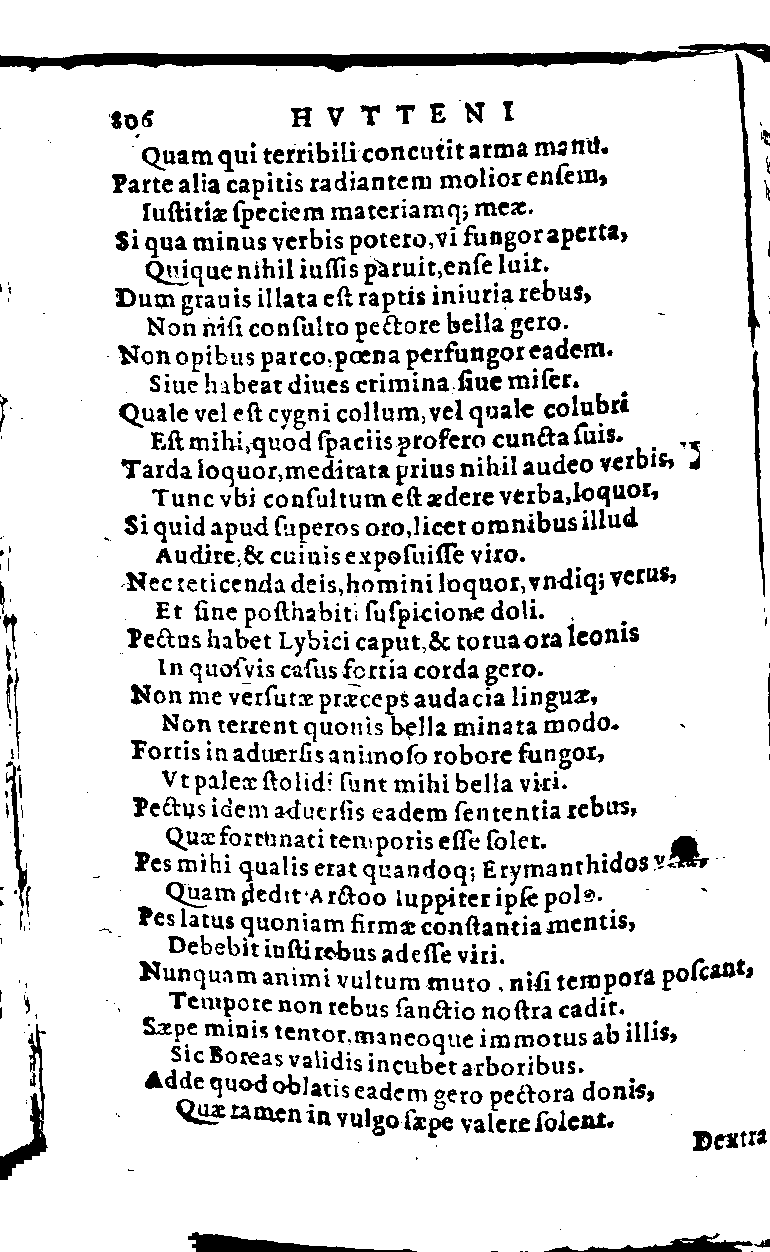 806 HVTTENI
Quam qui terribili concutit arma manu.
Parte alia capitis radiantem molior enſem,
Iuſtitiæ ſpeciem materiamq; meæ.
Si qua minus verbis potero, vi fungor aperta,
Quique nihil iuſſis paruit, enſe luit.
Dum grauis illata eſt raptis iniuria rebus,
Non niſi conſulto pectore bella gero.
Non opibus parco, pœna perfungor eadem.
Siue habeat diues crimina ſiue miſer.
Quale vel eſt cygni collum, vel quale colubri
Eſt mihi, quod ſpaciis profero cuncta ſuis.
Tarda loquor, meditata prius nihil audeo verbis,
Tunc vbi conſultum eſt ædere verba, loquor,
Si quid apud ſuperos oro, licet omnibus illud
Audire, & cuiuis expoſuiſſe viro.
Nec reticenda deis, homini loquor, vndiq; verus,
Et ſine poſthabiti ſuſpicione doli.
Pectus habet Lybici caput, & torua ora leonis
In quoſvis caſus fortia corda gero.
Non me verſutæ præceps audacia linguæ,
Non terrent quouis bella minata modo.
Fortis in aduerſis animoſo robore fungor,
Vt paleæ ſtolidi ſunt mihi bella viri.
Pectus idem aduerſis eadem ſententia rebus,
Quæ fortunati temporis eſſe ſolet.
Pes mihi qualis erat quandoq; Erymanthidos
Quam dedit Arctoo Iuppiter ipſe polo.
Pes latus quoniam firmæ conſtantia mentis,
Debebit iuſti rebus adeſſe viri.
Nunquam animi vultum muto, niſi tempora poſcant,
Tempore non rebus ſanctio noſtra cadit.
Sæpe minis tentor, maneoque immotus ab illis,
Sic Boreas validis incubet arboribus.
Adde quod oblatis eadem gero pectora donis,
Quæ tamen in vulgo ſæpe valere ſolent.
Dextra